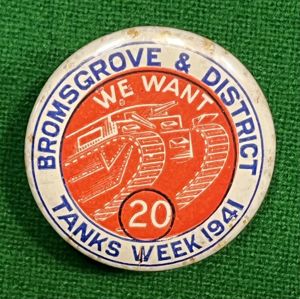 BROMSGROVE & DISTRICT
WE WANT
20
TANKS WEEK 1941